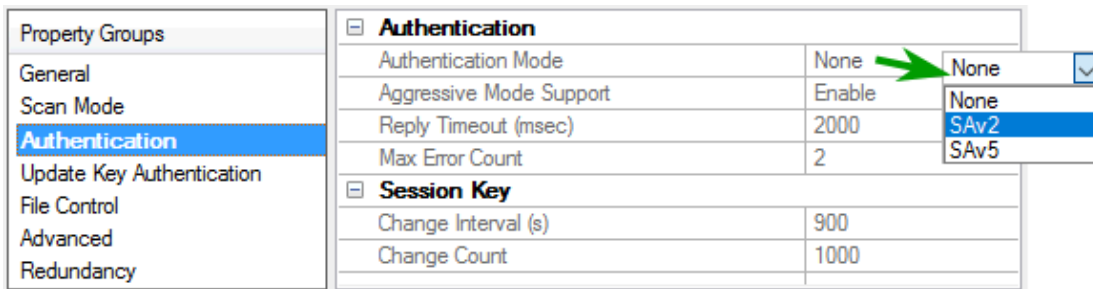 Property Groups
General
Scan Mode
Authentication
Update Key Authentication
File Control
Advanced
Redundancy
Authentication
Authentication Mode None
Aggressive Mode Support Enable
Reply Timeout (msec) 2000
Max Error Count 2
Session Key
Change Interval (s) 900
Change Count 1000
None
None
SAv2
SAv5